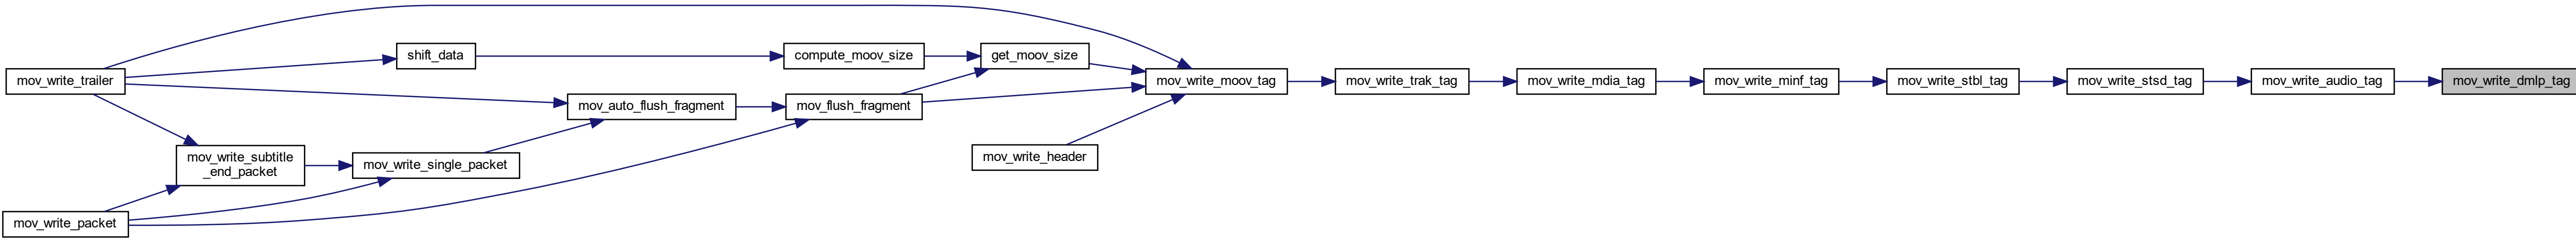 mov_write_trailer
shift_data
compute_moov_size
get_moov_size
mov_write_moov_tag
mov_write_trak_tag
mov_write_mdia_tag
mov_write_minf_tag
mov_write_stbl_tag
mov_write_stsd_tag
mov_write_audio_tag
mov_write_dmlp_tag
mov_auto_flush_fragment
mov_flush_fragment
mov_write_subtitle
_end_packet
mov_write_single_packet
mov_write_header
mov_write_packet